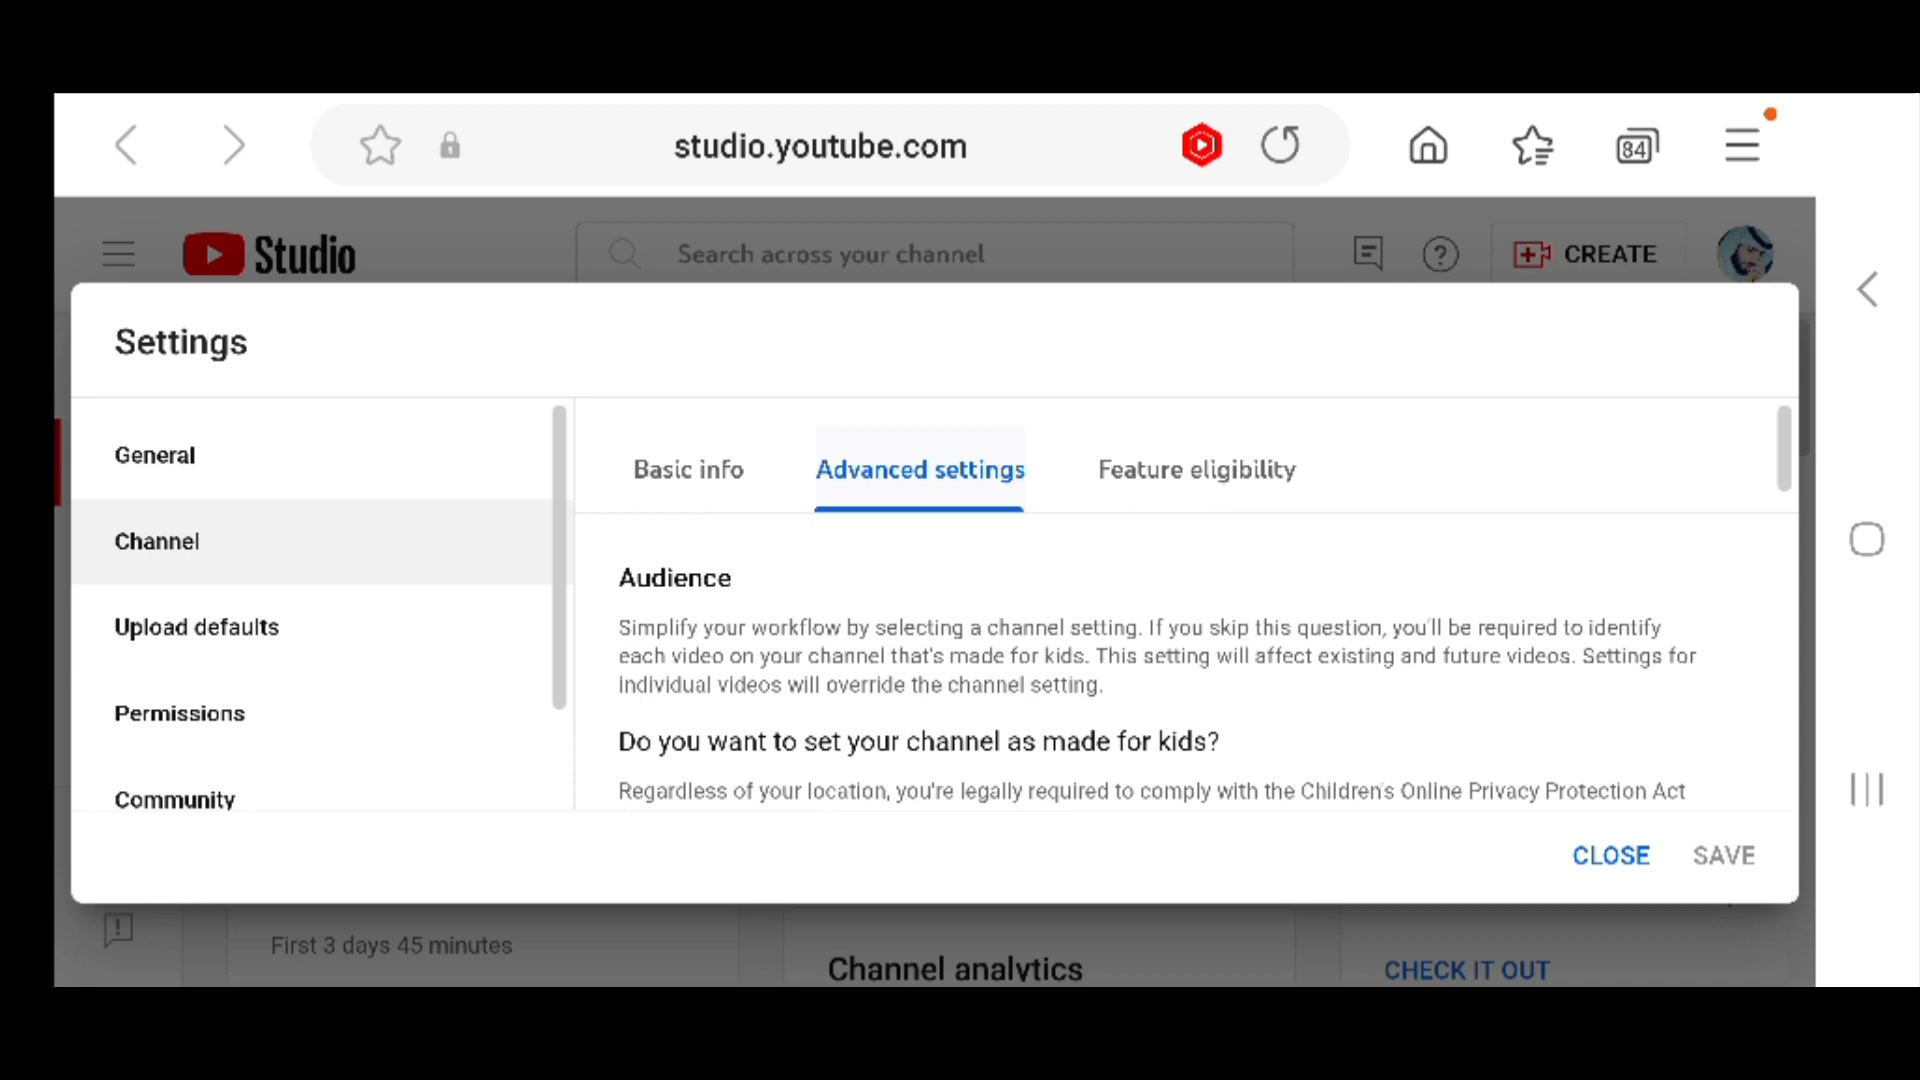 studio.youtube.com
84
Studio
Search across your channel
CREATE
Settings
General
Channel
Upload defaults
Permissions
Community
Basic info
Advanced settings
Feature eligibility
Audience
Simplify your workflow by selecting a channel setting. If you skip this question, you'll be required to identify
each video on your channel that's made for kids. This setting will affect existing and future videos. Settings for
individual videos will override the channel setting.
Do you want to set your channel as made for kids?
Regardless of your location, you're legally required to comply with the Children's Online Privacy Protection Act
CLOSE
SAVE
First 3 days 45 minutes
Channel analytics
CHECK IT OUT